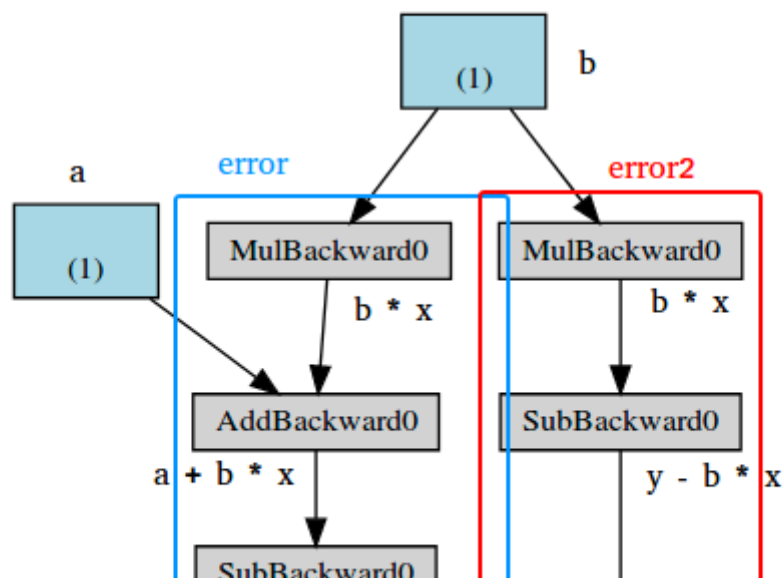 (1)
b
a
(1)
error
error2
MulBackward0
MulBackward0
b * x
b * x
AddBackward0
SubBackward0
a + b * x
y - b * x
SubBackward0